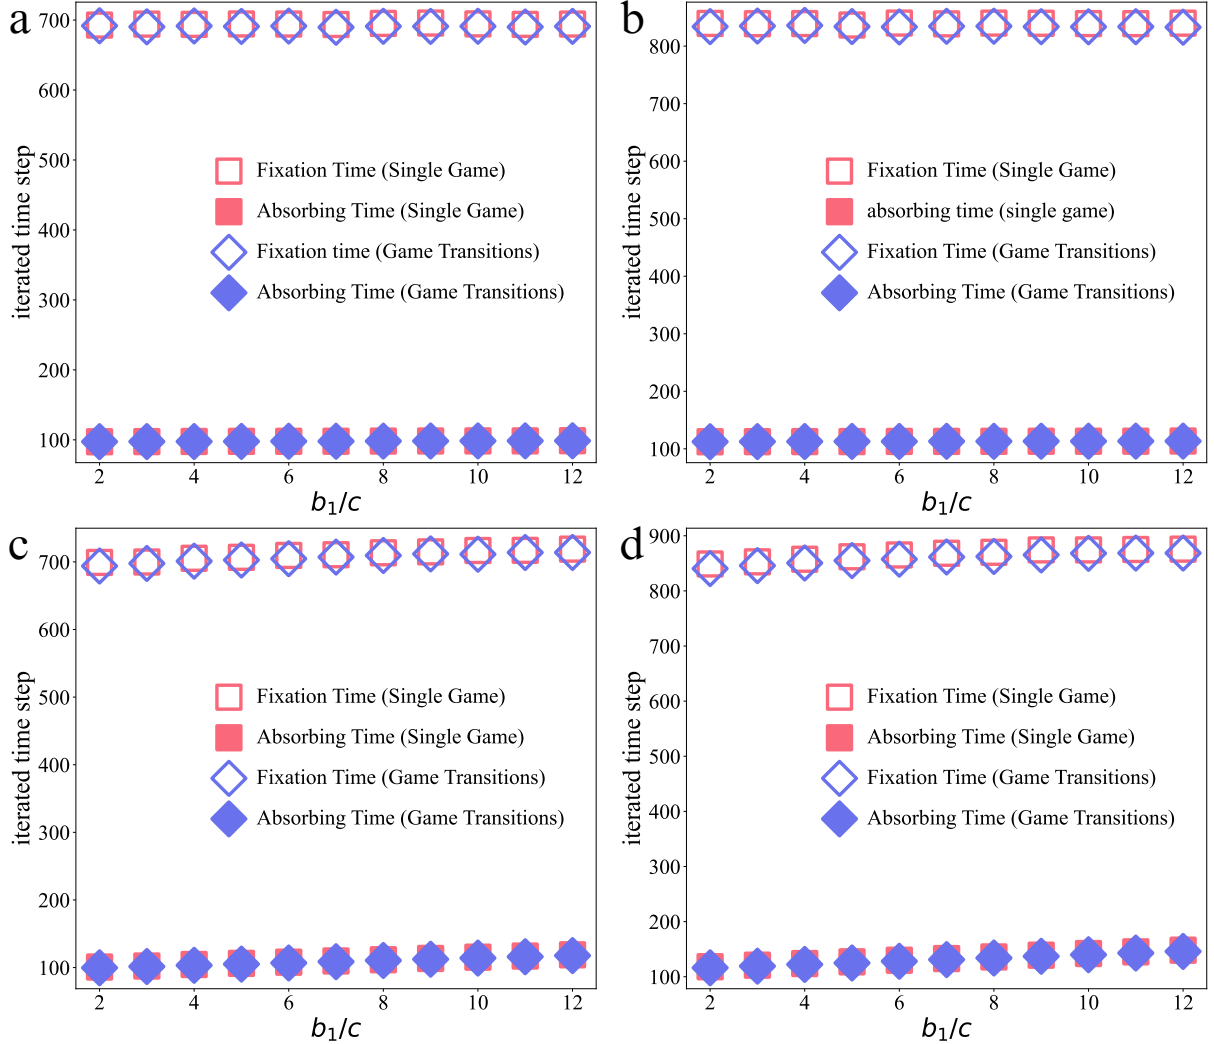 a
700
600
500
400
300
200
100
iterated time step
Fixation Time (Single Game)
Absorbing Time (Single Game)
Fixation time (Game Transitions)
Absorbing Time (Game Transitions)
2 4 6 8 10 12
b₁/c
b
800
700
600
500
400
300
200
100
iterated time step
Fixation Time (Single Game)
absorbing time (single game)
Fixation Time (Game Transitions)
Absorbing Time (Game Transitions)
2 4 6 8 10 12
b₁/c
c
700
600
500
400
300
200
100
iterated time step
Fixation Time (Single Game)
Absorbing Time (Single Game)
Fixation Time (Game Transitions)
Absorbing Time (Game Transitions)
2 4 6 8 10 12
b₁/c
d
900
800
700
600
500
400
300
200
100
iterated time step
Fixation Time (Single Game)
Absorbing Time (Single Game)
Fixation Time (Game Transitions)
Absorbing Time (Game Transitions)
2 4 6 8 10 12
b₁/c